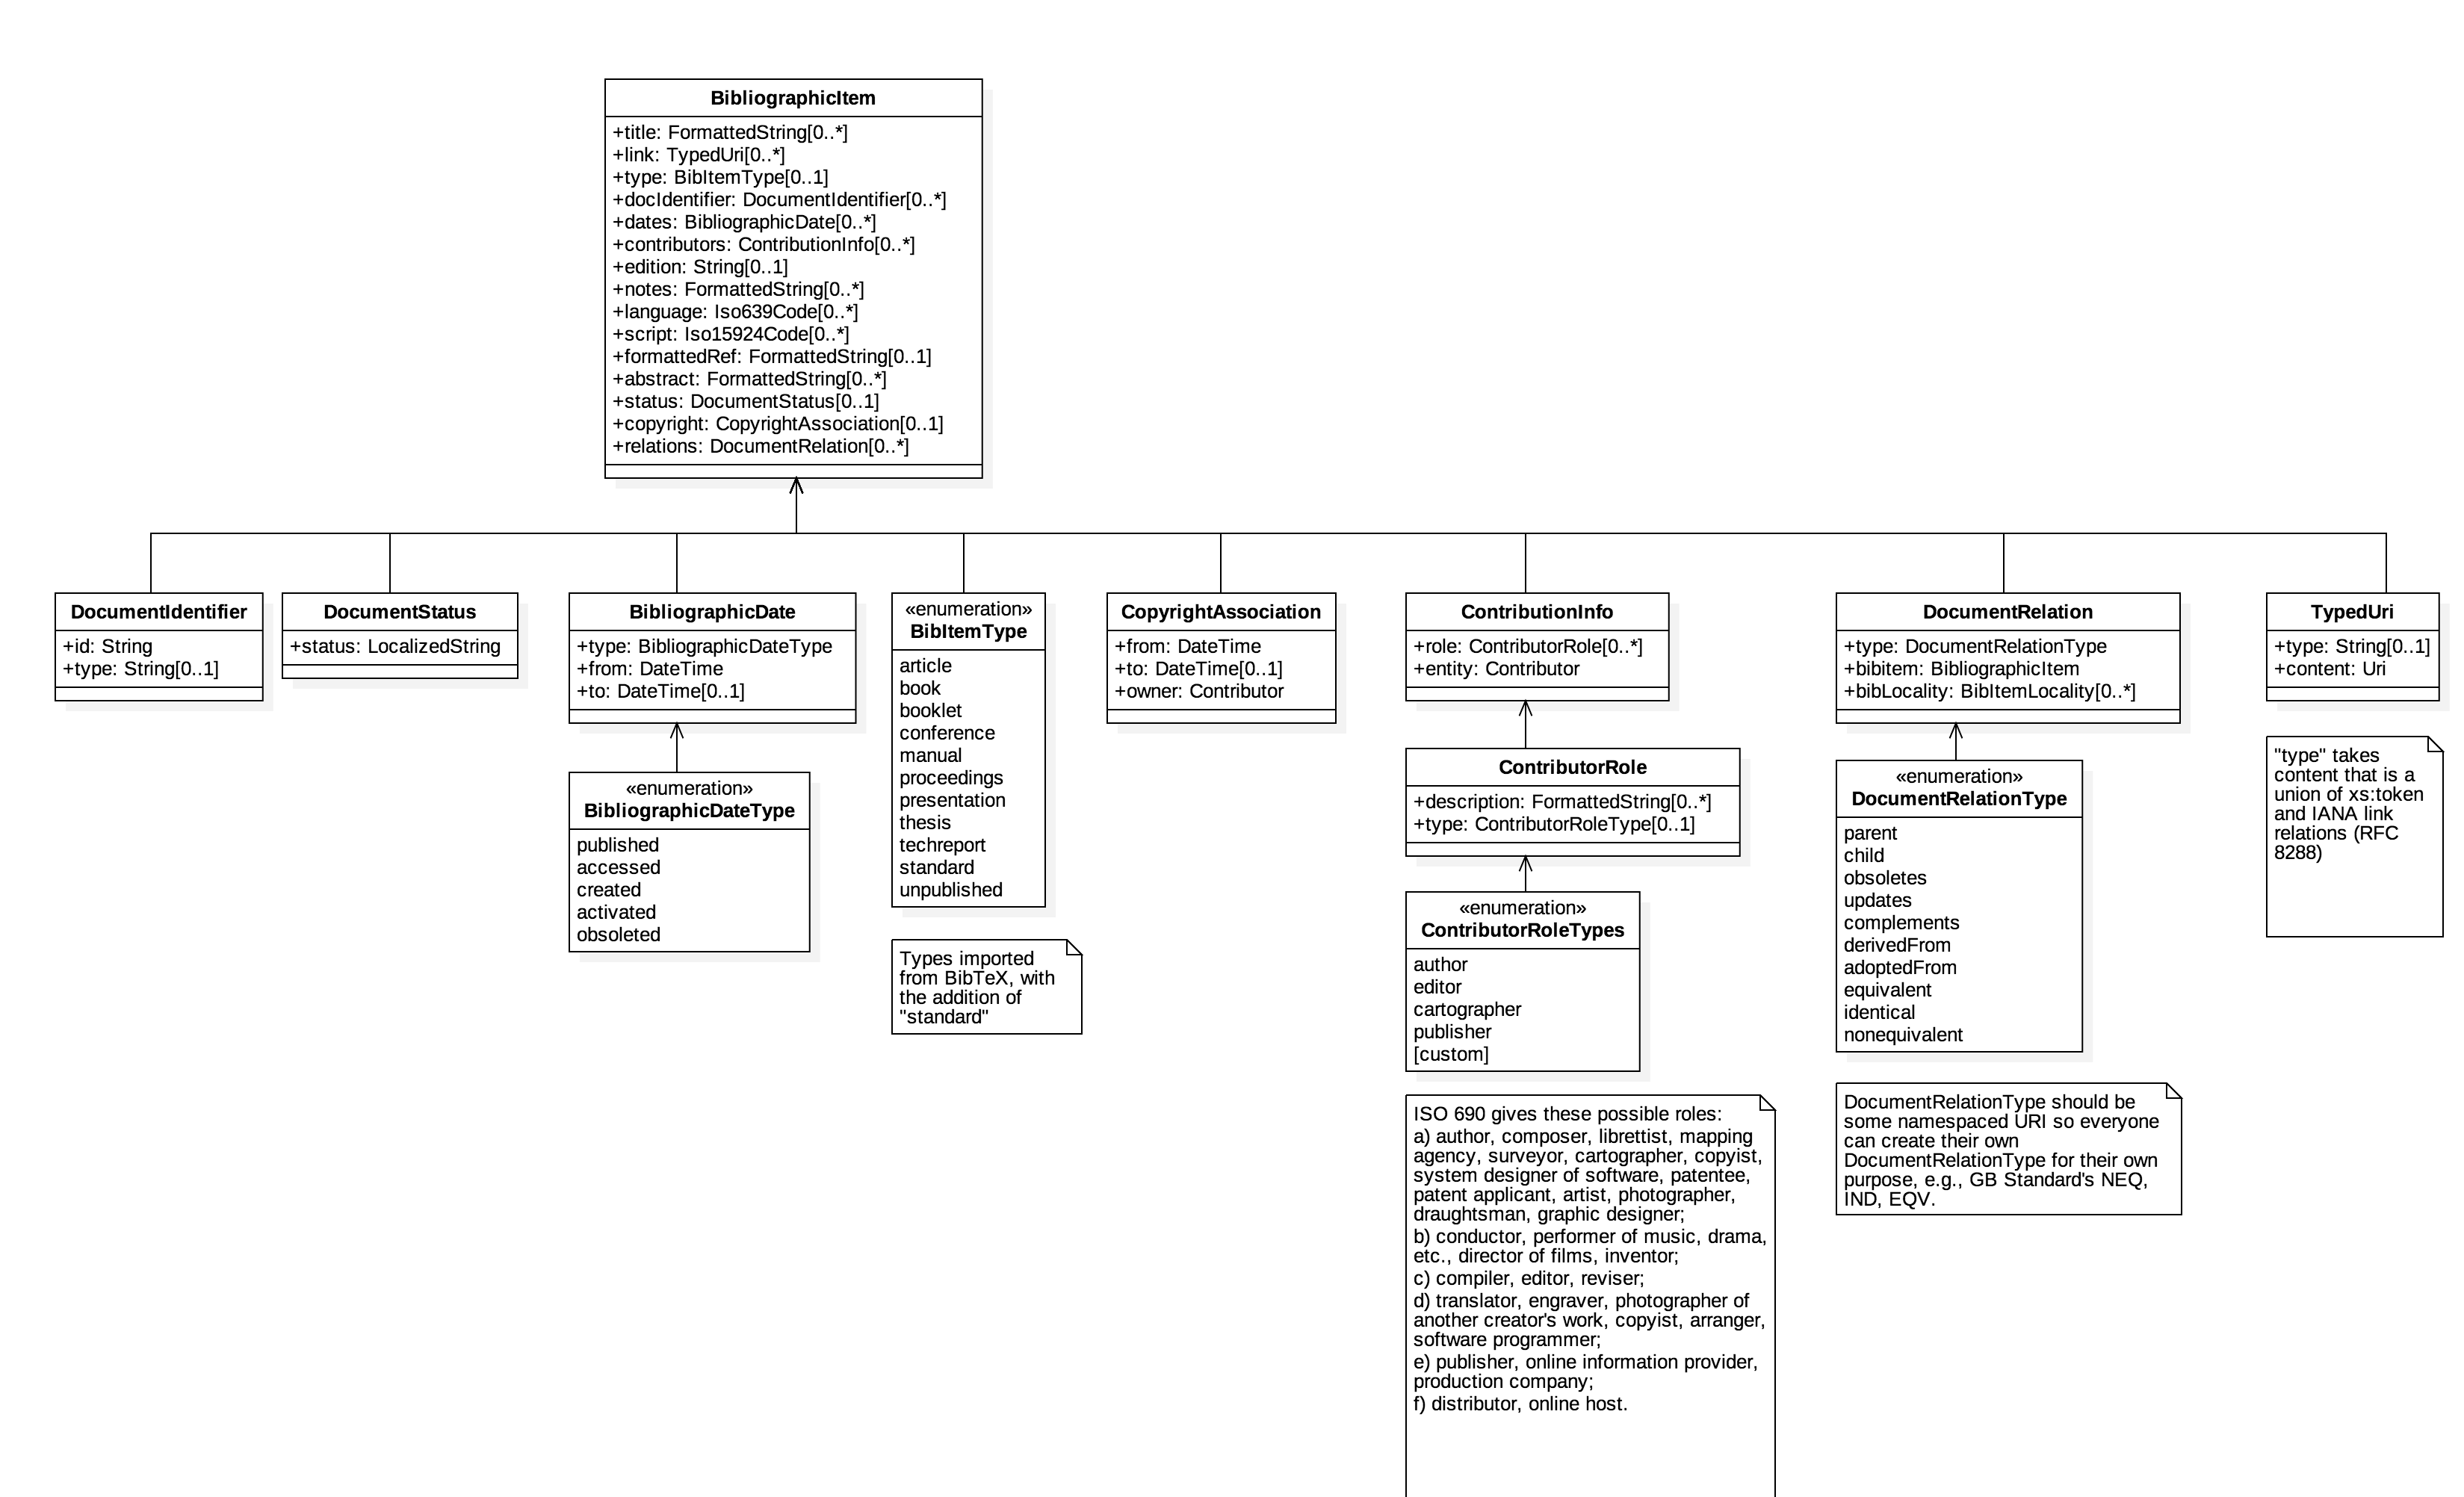 BibliographicItem
+title: FormattedString[0..*]
+link: TypedUri[0..*]
+type: BibItemType[0..1]
+docIdentifier: DocumentIdentifier[0..*]
+dates: BibliographicDate[0..*]
+contributors: ContributionInfo[0..*]
+edition: String[0..1]
+notes: FormattedString[0..*]
+language: Iso639Code[0..*]
+script: Iso15924Code[0..*]
+formattedRef: FormattedString[0..1]
+abstract: FormattedString[0..*]
+status: DocumentStatus[0..1]
+copyright: CopyrightAssociation[0..1]
+relations: DocumentRelation[0..*]
DocumentIdentifier
+id: String
+type: String[0..1]
DocumentStatus
+status: LocalizedString
BibliographicDate
+type: BibliographicDateType
+from: DateTime
+to: DateTime[0..1]
«enumeration»
BibliographicDateType
published
accessed
created
activated
obsoleted
«enumeration»
BibItemType
article
book
booklet
conference
manual
proceedings
presentation
thesis
techreport
standard
unpublished
Types imported
from BibTeX, with
the addition of
"standard"
CopyrightAssociation
+from: DateTime
+to: DateTime[0..1]
+owner: Contributor
ContributionInfo
+role: ContributorRole[0..*]
+entity: Contributor
ContributorRole
+description: FormattedString[0..*]
+type: ContributorRoleType[0..1]
«enumeration»
ContributorRoleTypes
author
editor
cartographer
publisher
[custom]
ISO 690 gives these possible roles:
a) author, composer, librettist, mapping
agency, surveyor, cartographer, copyist,
system designer of software, patentee,
patent applicant, artist, photographer,
draughtsman, graphic designer;
b) conductor, performer of music, drama,
etc., director of films, inventor;
c) compiler, editor, reviser;
d) translator, engraver, photographer of
another creator's work, copyist, arranger,
software programmer;
e) publisher, online information provider,
production company;
f) distributor, online host.
DocumentRelation
+type: DocumentRelationType
+bibitem: BibliographicItem
+bibLocality: BibItemLocality[0..*]
«enumeration»
DocumentRelationType
parent
child
obsoletes
updates
complements
derivedFrom
adoptedFrom
equivalent
identical
nonequivalent
DocumentRelationType should be
some namespaced URI so everyone
can create their own
DocumentRelationType for their own
purpose, e.g., GB Standard's NEQ,
IND, EQV.
TypedUri
+type: String[0..1]
+content: Uri
"type" takes
content that is a
union of xs:token
and IANA link
relations (RFC
8288)